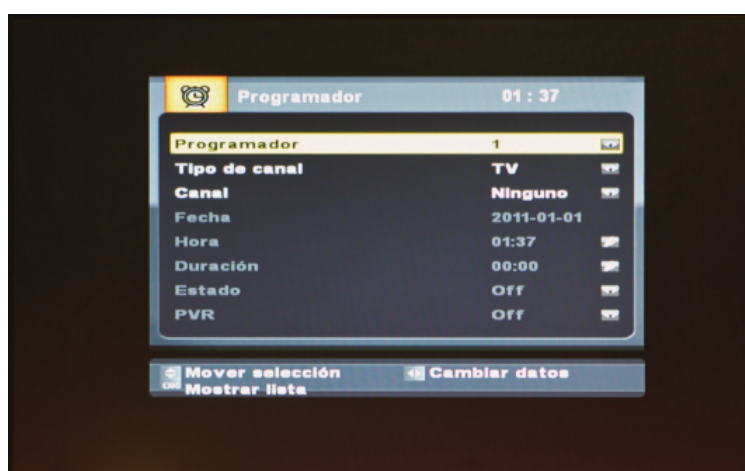 Programador 01 : 37
Programador 1
Tipo de canal TV
Canal Ninguno
Fecha 2011-01-01
Hora 01:37
Duración 00:00
Estado Off
PVR Off
Mover selección Cambiar datos
Mostrar lista